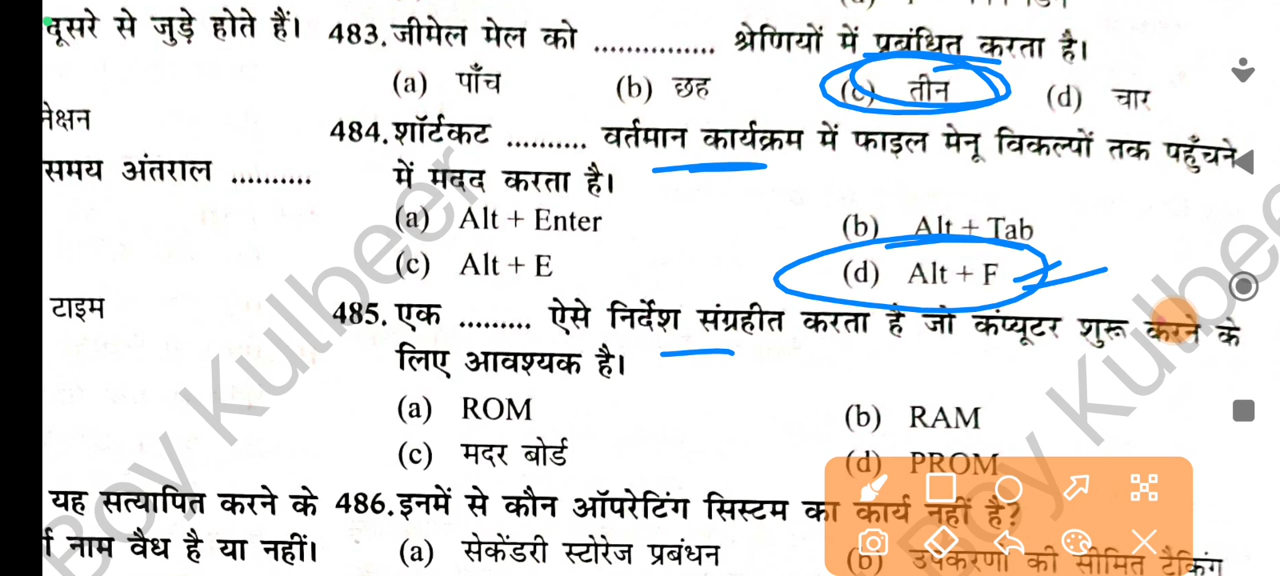 दूसरे से जुड़े होते हैं।
नेक्षन
समय अंतराल ..........
टाइम
यह सत्यापित करने के
नाम वैध है या नहीं।
483. जीमेल मेल को ............... श्रेणियों में प्रबंधित करता है।
(a) पाँच (b) छह (c) तीन (d) चार
484. शॉर्टकट .......... वर्तमान कार्यक्रम में फाइल मेनू विकल्पों तक पहुँचने
में मदद करता है।
(a) Alt + Enter (b) Alt + Tab
(c) Alt + E (d) Alt + F
485. एक ......... ऐसे निर्देश संग्रहीत करता है जो कंप्यूटर शुरू करने के
लिए आवश्यक है।
(a) ROM (b) RAM
(c) मदर बोर्ड (d) PROM
486. इनमें से कौन ऑपरेटिंग सिस्टम का कार्य नहीं है?
(a) सेकेंडरी स्टोरेज प्रबंधन (b) उपकरणों की सीमित ट्रैकिंग
Boy Kulbeer
Boy Kulbeer